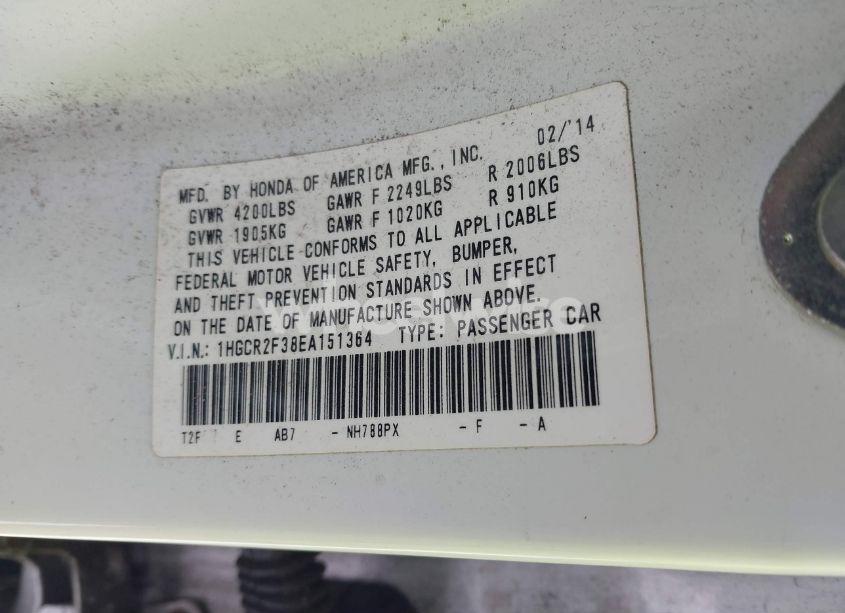 02/'14
MFD. BY HONDA OF AMERICA MFG., INC.
GVWR 4200LBS GAWR F 2249LBS R 2006LBS
GVWR 1905KG GAWR F 1020KG R 910KG
THIS VEHICLE CONFORMS TO ALL APPLICABLE
FEDERAL MOTOR VEHICLE SAFETY, BUMPER,
AND THEFT PREVENTION STANDARDS IN EFFECT
ON THE DATE OF MANUFACTURE SHOWN ABOVE.
V.I.N.: 1HGCR2F38EA151364 TYPE: PASSENGER CAR
E AB7 - NH788PX - F - A